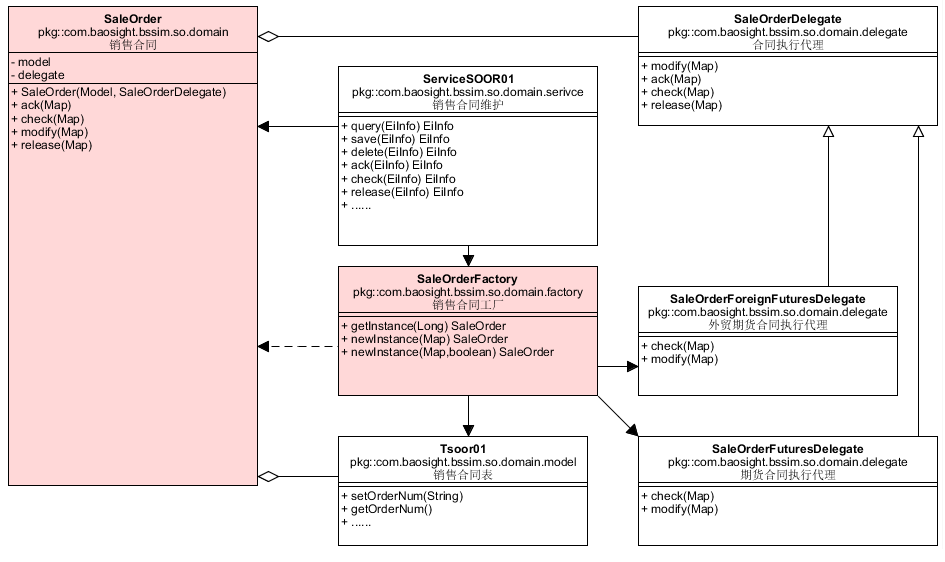 SaleOrder
pkg::com.baosight.bssim.so.domain
销售合同
- model
- delegate
+ SaleOrder(Model, SaleOrderDelegate)
+ ack(Map)
+ check(Map)
+ modify(Map)
+ release(Map)
ServiceSOOR01
pkg::com.baosight.bssim.so.domain.serivce
销售合同维护
+ query(EiInfo) EiInfo
+ save(EiInfo) EiInfo
+ delete(EiInfo) EiInfo
+ ack(EiInfo) EiInfo
+ check(EiInfo) EiInfo
+ release(EiInfo) EiInfo
+ ......
SaleOrderDelegate
pkg::com.baosight.bssim.so.domain.delegate
合同执行代理
+ modify(Map)
+ ack(Map)
+ check(Map)
+ release(Map)
SaleOrderFactory
pkg::com.baosight.bssim.so.domain.factory
销售合同工厂
+ getInstance(Long) SaleOrder
+ newInstance(Map) SaleOrder
+ newInstance(Map,boolean) SaleOrder
SaleOrderForeignFuturesDelegate
pkg::com.baosight.bssim.so.domain.delegate
外贸期货合同执行代理
+ check(Map)
+ modify(Map)
Tsoor01
pkg::com.baosight.bssim.so.domain.model
销售合同表
+ setOrderNum(String)
+ getOrderNum()
+ ......
SaleOrderFuturesDelegate
pkg::com.baosight.bssim.so.domain.delegate
期货合同执行代理
+ check(Map)
+ modify(Map)